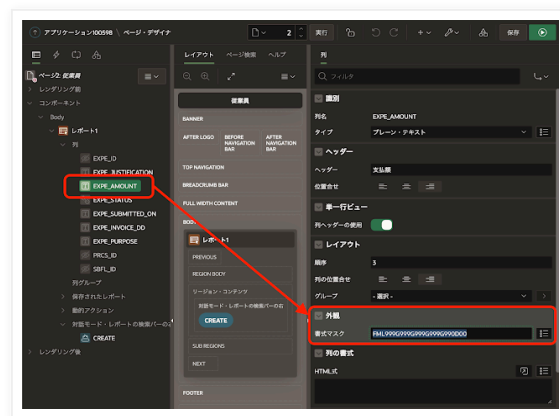 アプリケーション100598 \ ページ・デザイナ
2
実行
保存
ページ2: 従業員
レンダリング前
コンポーネント
Body
レポート1
列
EXPE_ID
EXPE_JUSTIFICATION
EXPE_AMOUNT
EXPE_STATUS
EXPE_SUBMITTED_ON
EXPE_INVOICE_DD
EXPE_PURPOSE
PRCS_ID
SBFL_ID
列グループ
保存されたレポート
動的アクション
対話モード・レポートの検索バーの右
CREATE
レンダリング後
レイアウト
ページ検索
ヘルプ
従業員
BANNER
AFTER LOGO
BEFORE NAVIGATION BAR
AFTER NAVIGATION BAR
TOP NAVIGATION
BREADCRUMB BAR
FULL WIDTH CONTENT
BODY
レポート1
PREVIOUS
REGION BODY
リージョン・コンテンツ
対話モード・レポートの検索バーの右
CREATE
SUB REGIONS
NEXT
FOOTER
列
フィルタ
識別
列名
EXPE_AMOUNT
タイプ
プレーン・テキスト
ヘッダー
ヘッダー
支払額
位置合せ
単一行ビュー
列ヘッダーの使用
レイアウト
順序
3
列の位置合せ
グループ
- 選択 -
外観
書式マスク
FML999G999G999G999G990D00
列の書式
HTML式